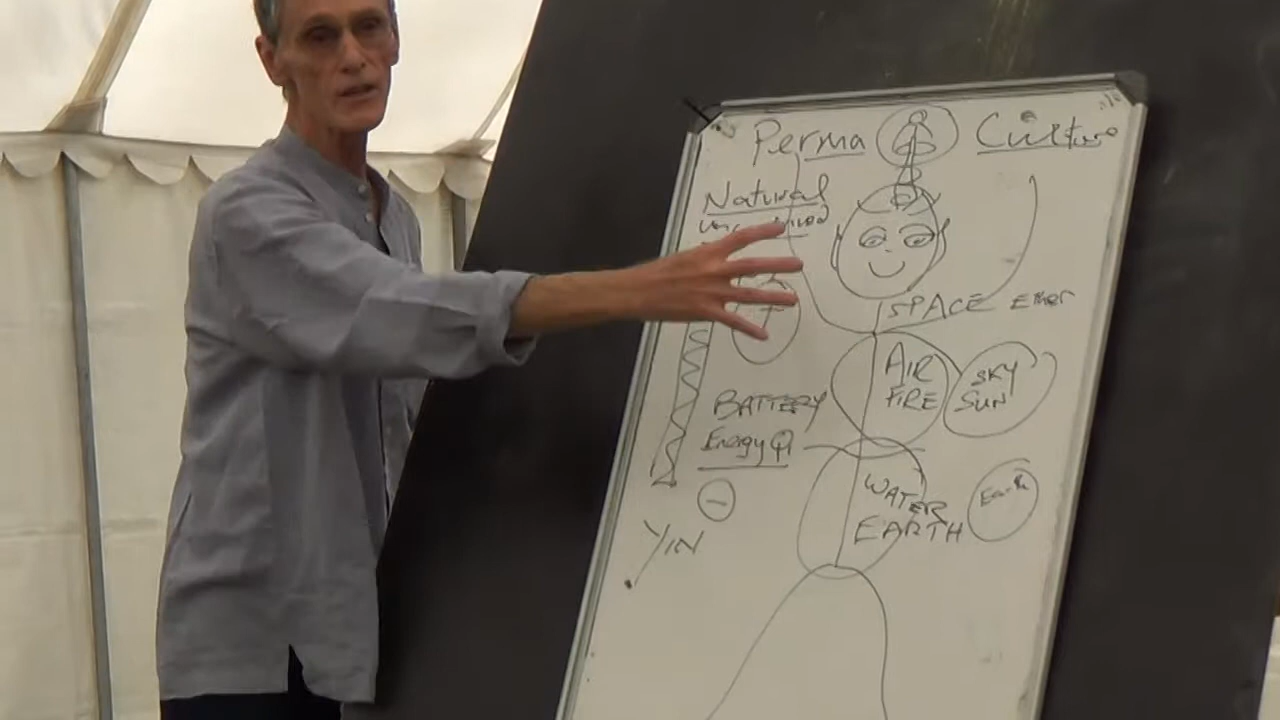 Perma Culture
Natural
SPACE Ether
AIR
FIRE
SKY
SUN
BATTERY
Energy Qi
WATER
EARTH
Earth
YIN